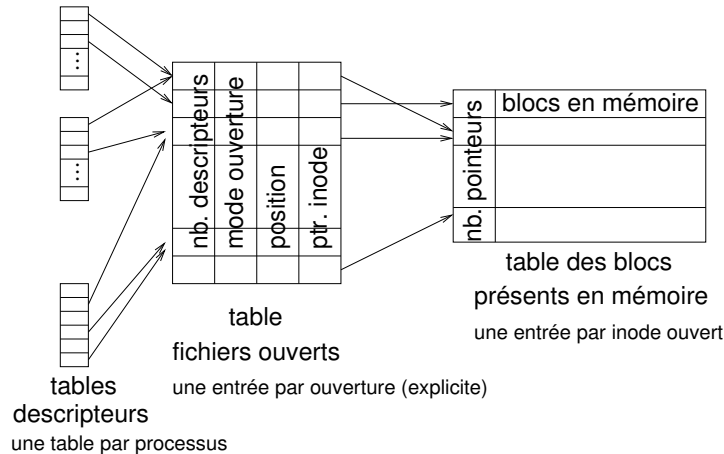 ...
...
nb. descripteurs
mode ouverture
position
ptr. inode
nb. pointeurs
blocs en mémoire
table des blocs
présents en mémoire
une entrée par inode ouvert
table
fichiers ouverts
une entrée par ouverture (explicite)
tables
descripteurs
une table par processus